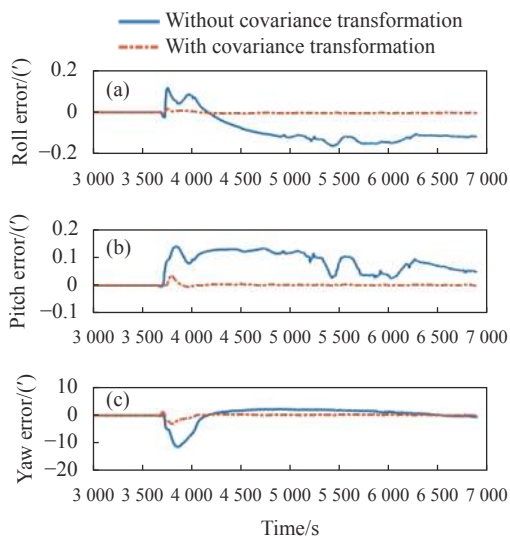 Without covariance transformation
With covariance transformation
0.2
(a)
0
−0.2
Roll error/(′)
3 000 3 500 4 000 4 500 5 000 5 500 6 000 6 500 7 000
0.2
(b)
0.1
0
−0.1
Pitch error/(′)
3 000 3 500 4 000 4 500 5 000 5 500 6 000 6 500 7 000
10
(c)
0
−10
−20
Yaw error/(′)
3 000 3 500 4 000 4 500 5 000 5 500 6 000 6 500 7 000
Time/s